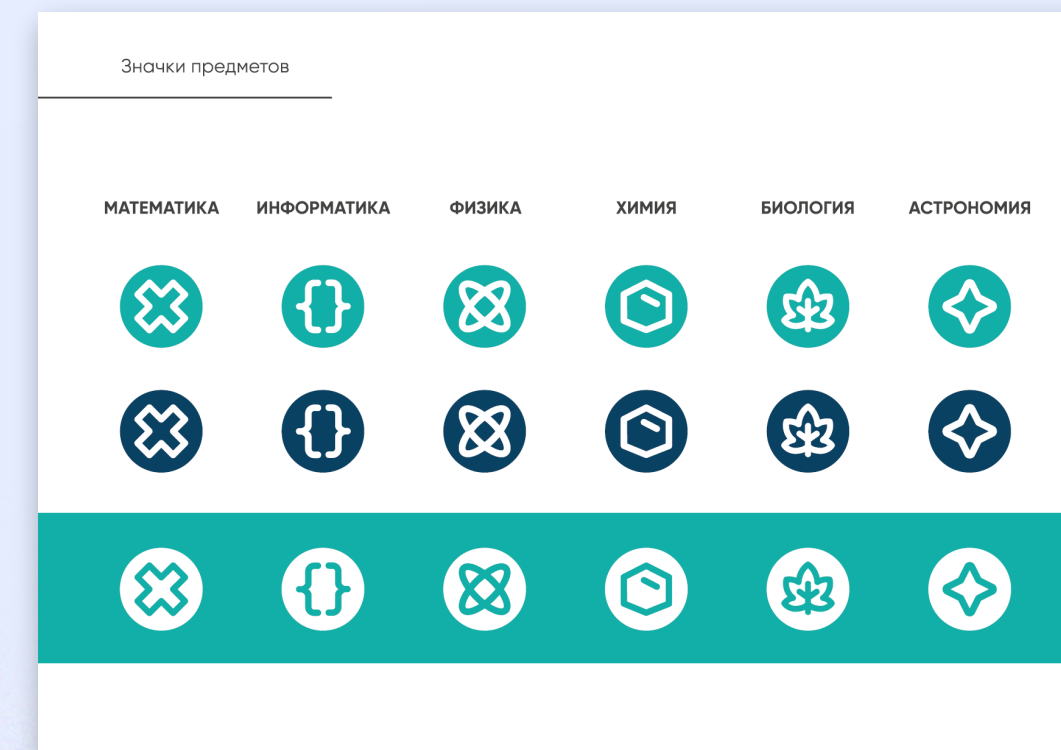 Значки предметов
МАТЕМАТИКА ИНФОРМАТИКА ФИЗИКА ХИМИЯ БИОЛОГИЯ АСТРОНОМИЯ